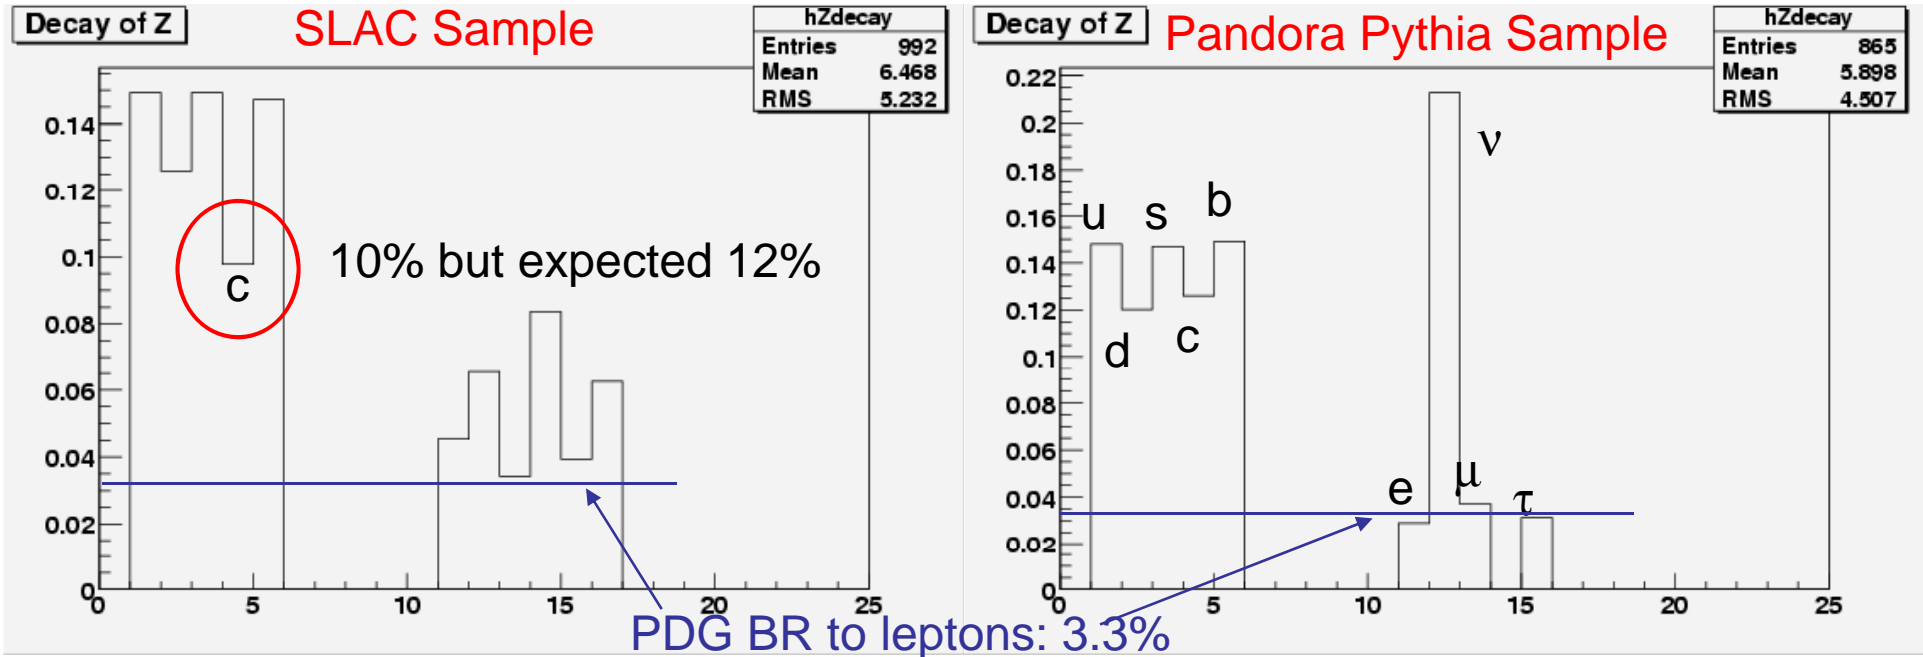 Decay of Z
SLAC Sample
hZdecay
Entries 992
Mean 6.468
RMS 5.232
0.14
0.12
0.1
0.08
0.06
0.04
0.02
0
c
10% but expected 12%
0 5 10 15 20 25
Decay of Z
Pandora Pythia Sample
hZdecay
Entries 865
Mean 5.898
RMS 4.507
0.22
0.2
0.18
0.16
0.14
0.12
0.1
0.08
0.06
0.04
0.02
0
ν
u s b
d c
e μ τ
0 5 10 15 20 25
PDG BR to leptons: 3.3%